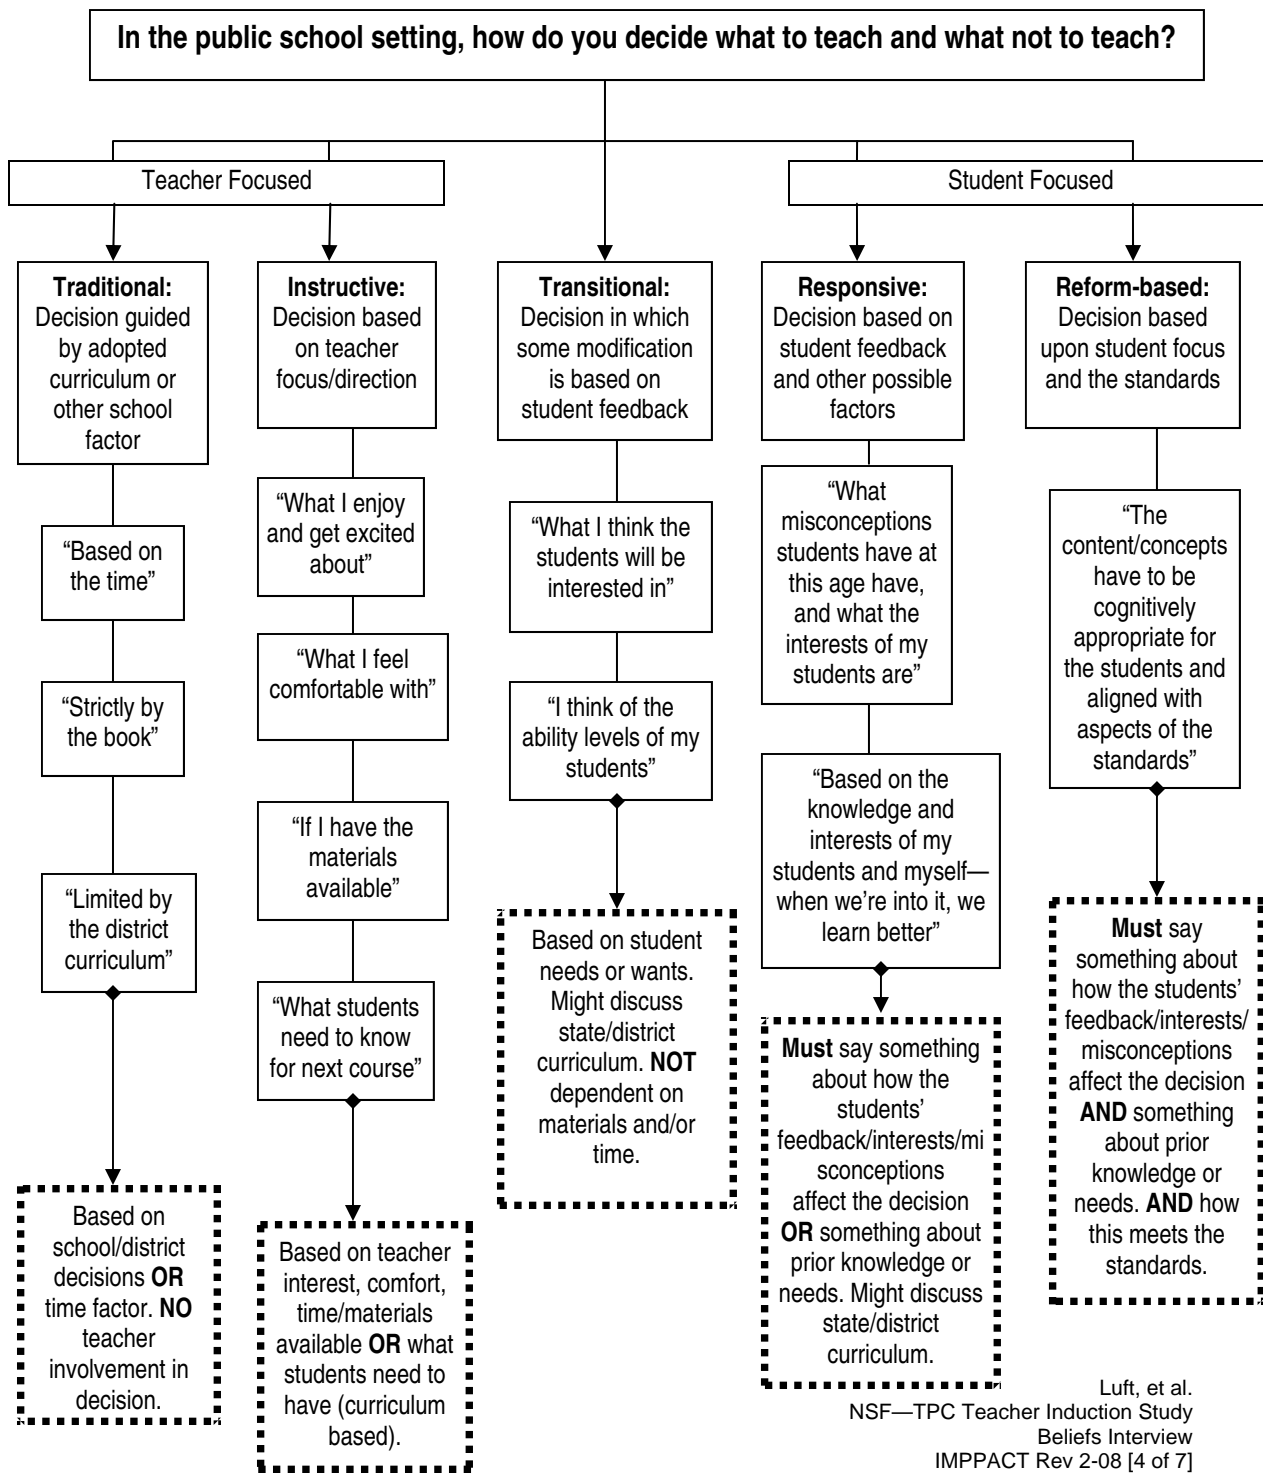 In the public school setting, how do you decide what to teach and what not to teach?
Teacher Focused
Student Focused
Traditional:
Decision guided
by adopted
curriculum or
other school
factor
“Based on
the time”
“Strictly by
the book”
“Limited by
the district
curriculum”
Based on
school/district
decisions OR
time factor. NO
teacher
involvement in
decision.
Instructive:
Decision based
on teacher
focus/direction
“What I enjoy
and get excited
about”
“What I feel
comfortable with”
“If I have the
materials
available”
“What students
need to know
for next course”
Based on teacher
interest, comfort,
time/materials
available OR what
students need to
have (curriculum
based).
Transitional:
Decision in which
some modification
is based on
student feedback
“What I think the
students will be
interested in”
“I think of the
ability levels of my
students”
Based on student
needs or wants.
Might discuss
state/district
curriculum. NOT
dependent on
materials and/or
time.
Responsive:
Decision based on
student feedback
and other possible
factors
“What
misconceptions
students have at
this age have,
and what the
interests of my
students are”
“Based on the
knowledge and
interests of my
students and myself—
when we’re into it, we
learn better”
Must say something
about how the
students’
feedback/interests/mi
sconceptions
affect the decision
OR something about
prior knowledge or
needs. Might discuss
state/district
curriculum.
Reform-based:
Decision based
upon student focus
and the standards
“The
content/concepts
have to be
cognitively
appropriate for
the students and
aligned with
aspects of the
standards”
Must say
something about
how the students’
feedback/interests/
misconceptions
affect the decision
AND something
about prior
knowledge or
needs. AND how
this meets the
standards.
Luft, et al.
NSF—TPC Teacher Induction Study
Beliefs Interview
IMPPACT Rev 2-08 [4 of 7]